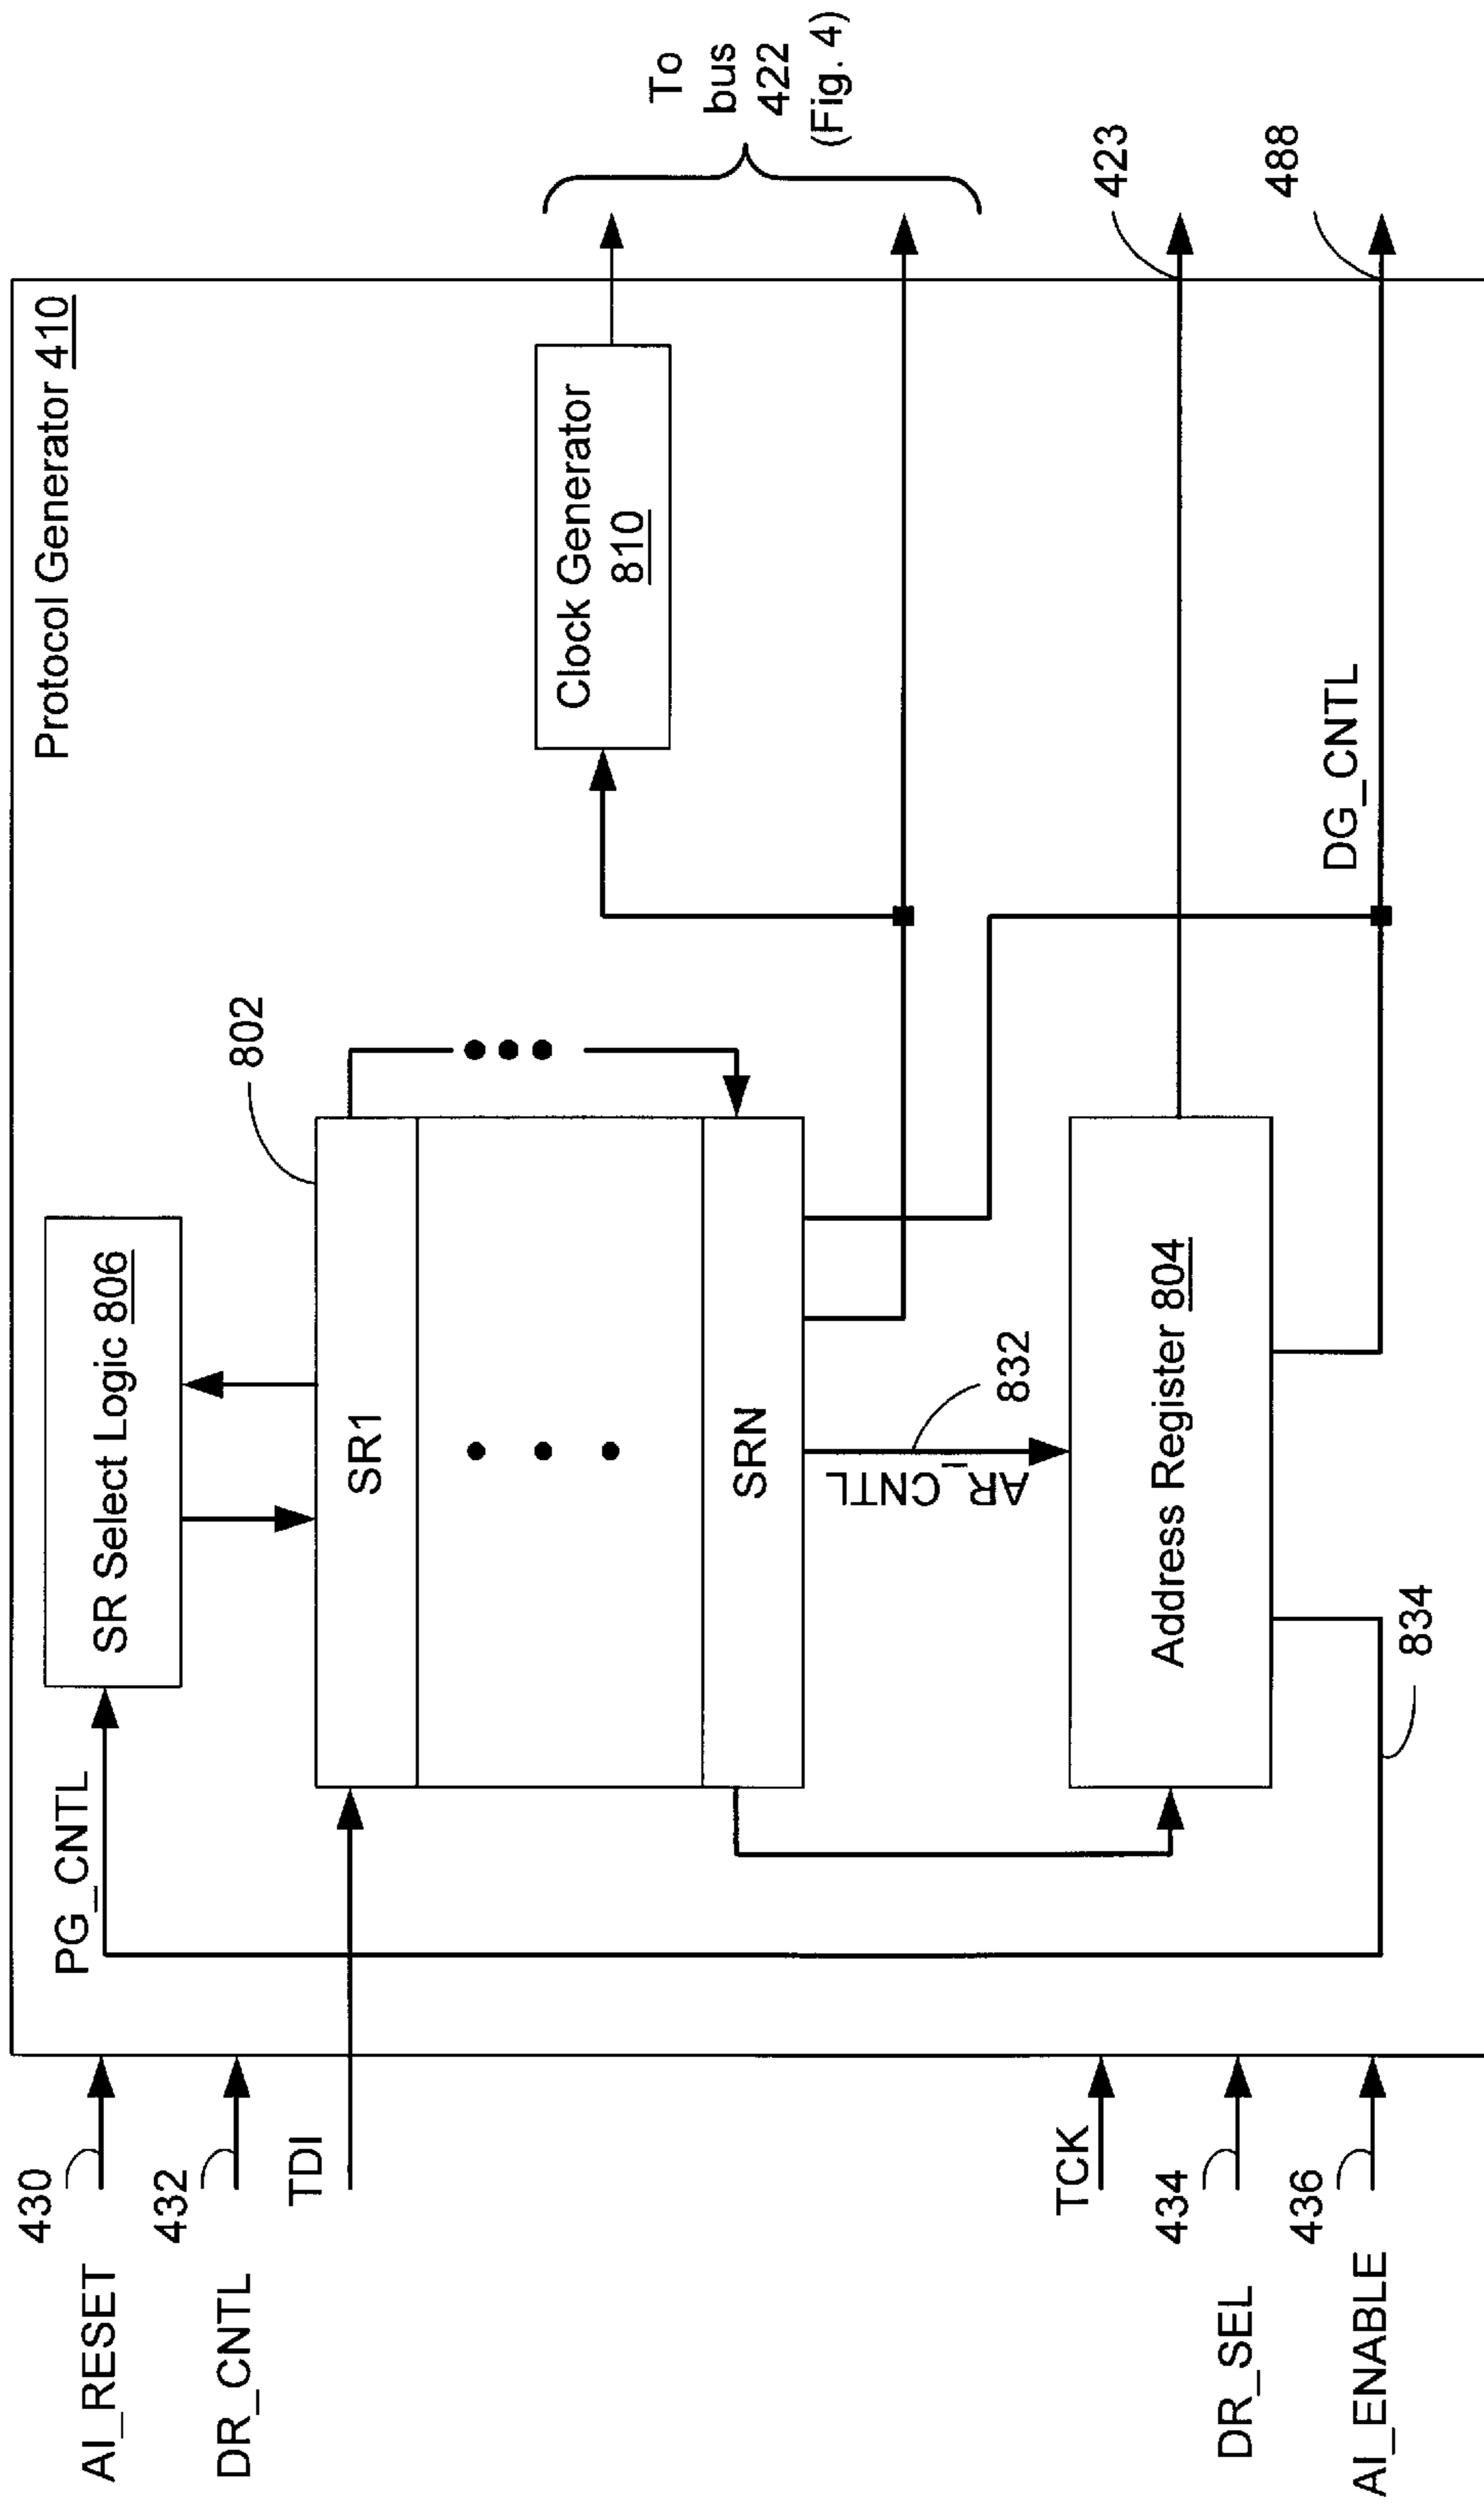 Protocol Generator 410
AI_RESET
430
DR_CNTL
432
TDI
TCK
434
DR_SEL
436
AI_ENABLE
PG_CNTL
SR Select Logic 806
802
SR1
SRN
AR_CNTL
832
Address Register 804
834
Clock Generator
810
DG_CNTL
To
bus
422
(Fig. 4)
423
488